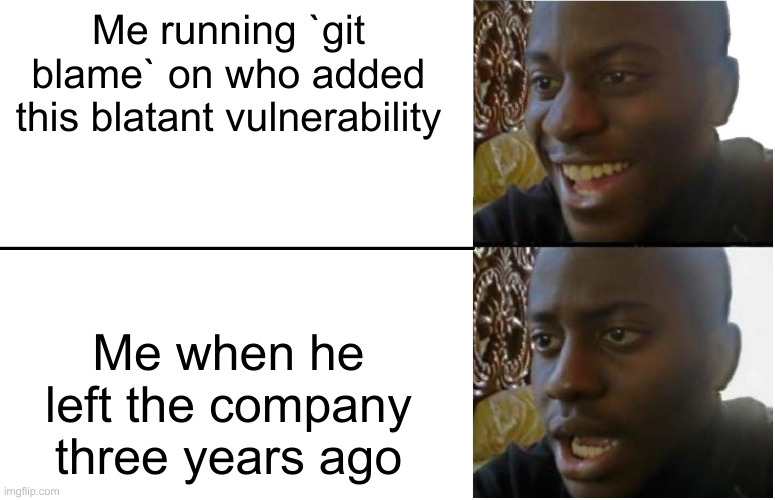 Me running `git
blame` on who added
this blatant vulnerability
Me when he
left the company
three years ago
imgflip.com